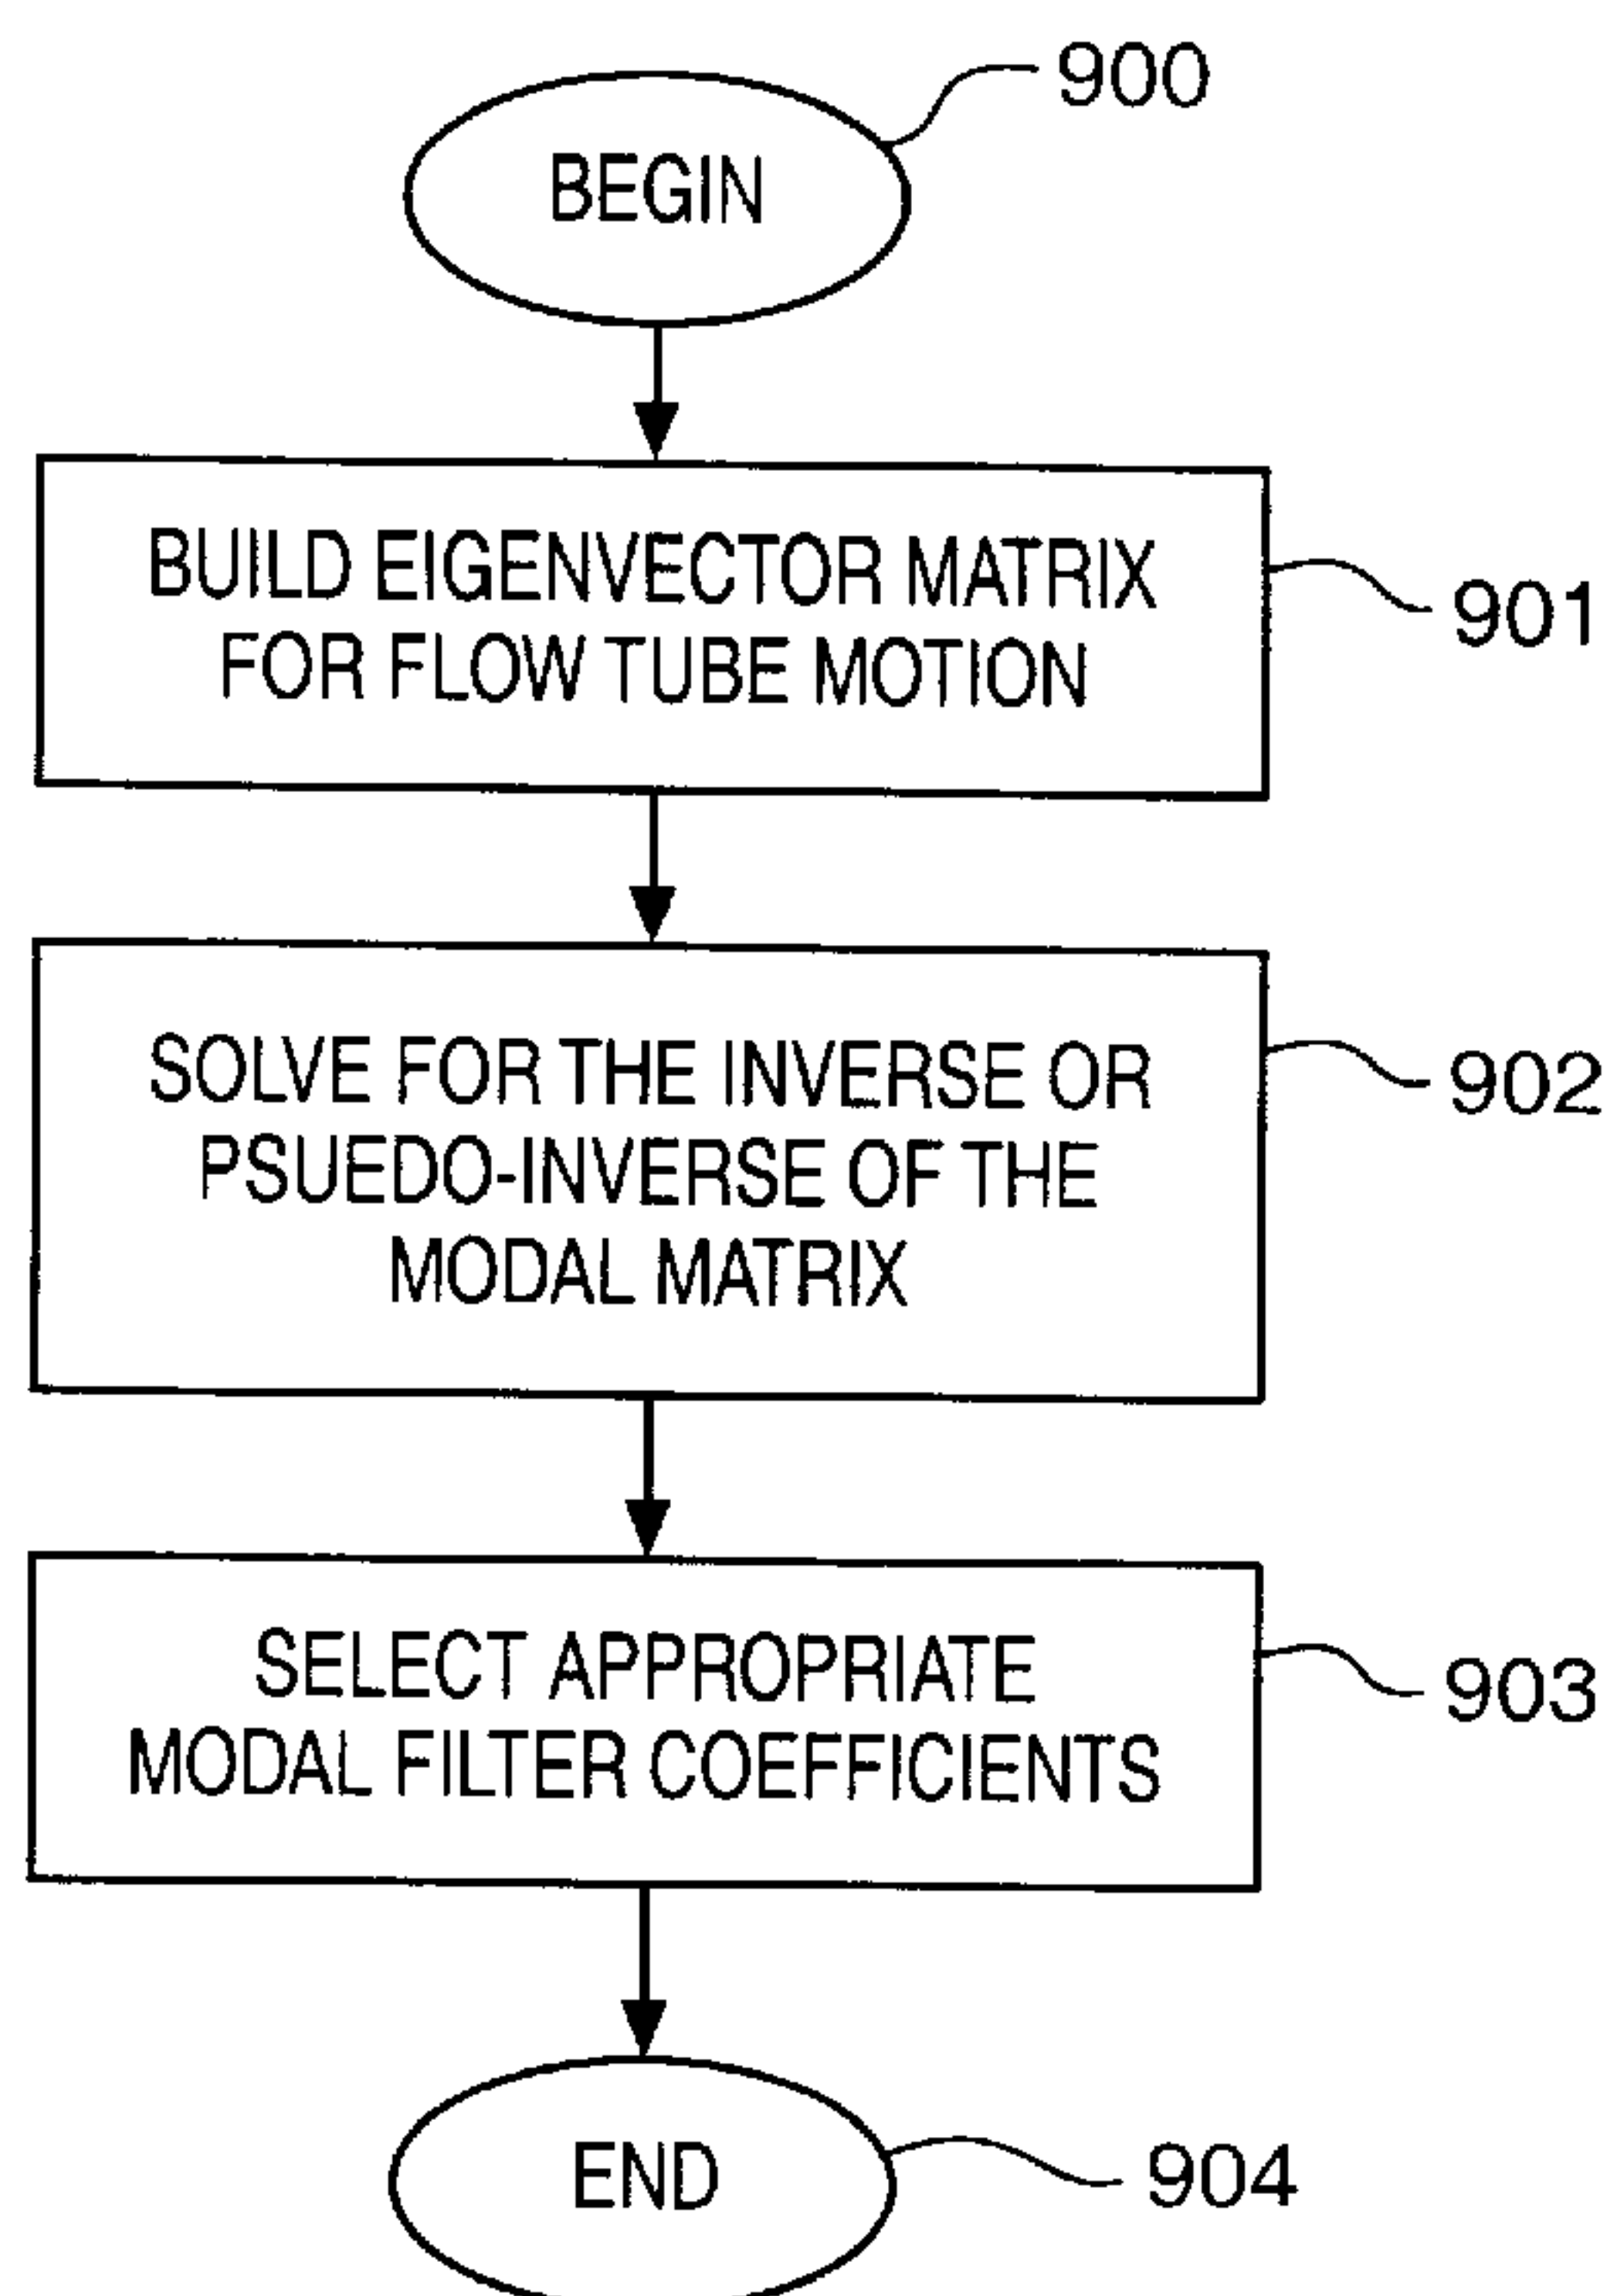 900
BEGIN
BUILD EIGENVECTOR MATRIX
FOR FLOW TUBE MOTION
901
SOLVE FOR THE INVERSE OR
PSUEDO-INVERSE OF THE
MODAL MATRIX
902
SELECT APPROPRIATE
MODAL FILTER COEFFICIENTS
903
END
904